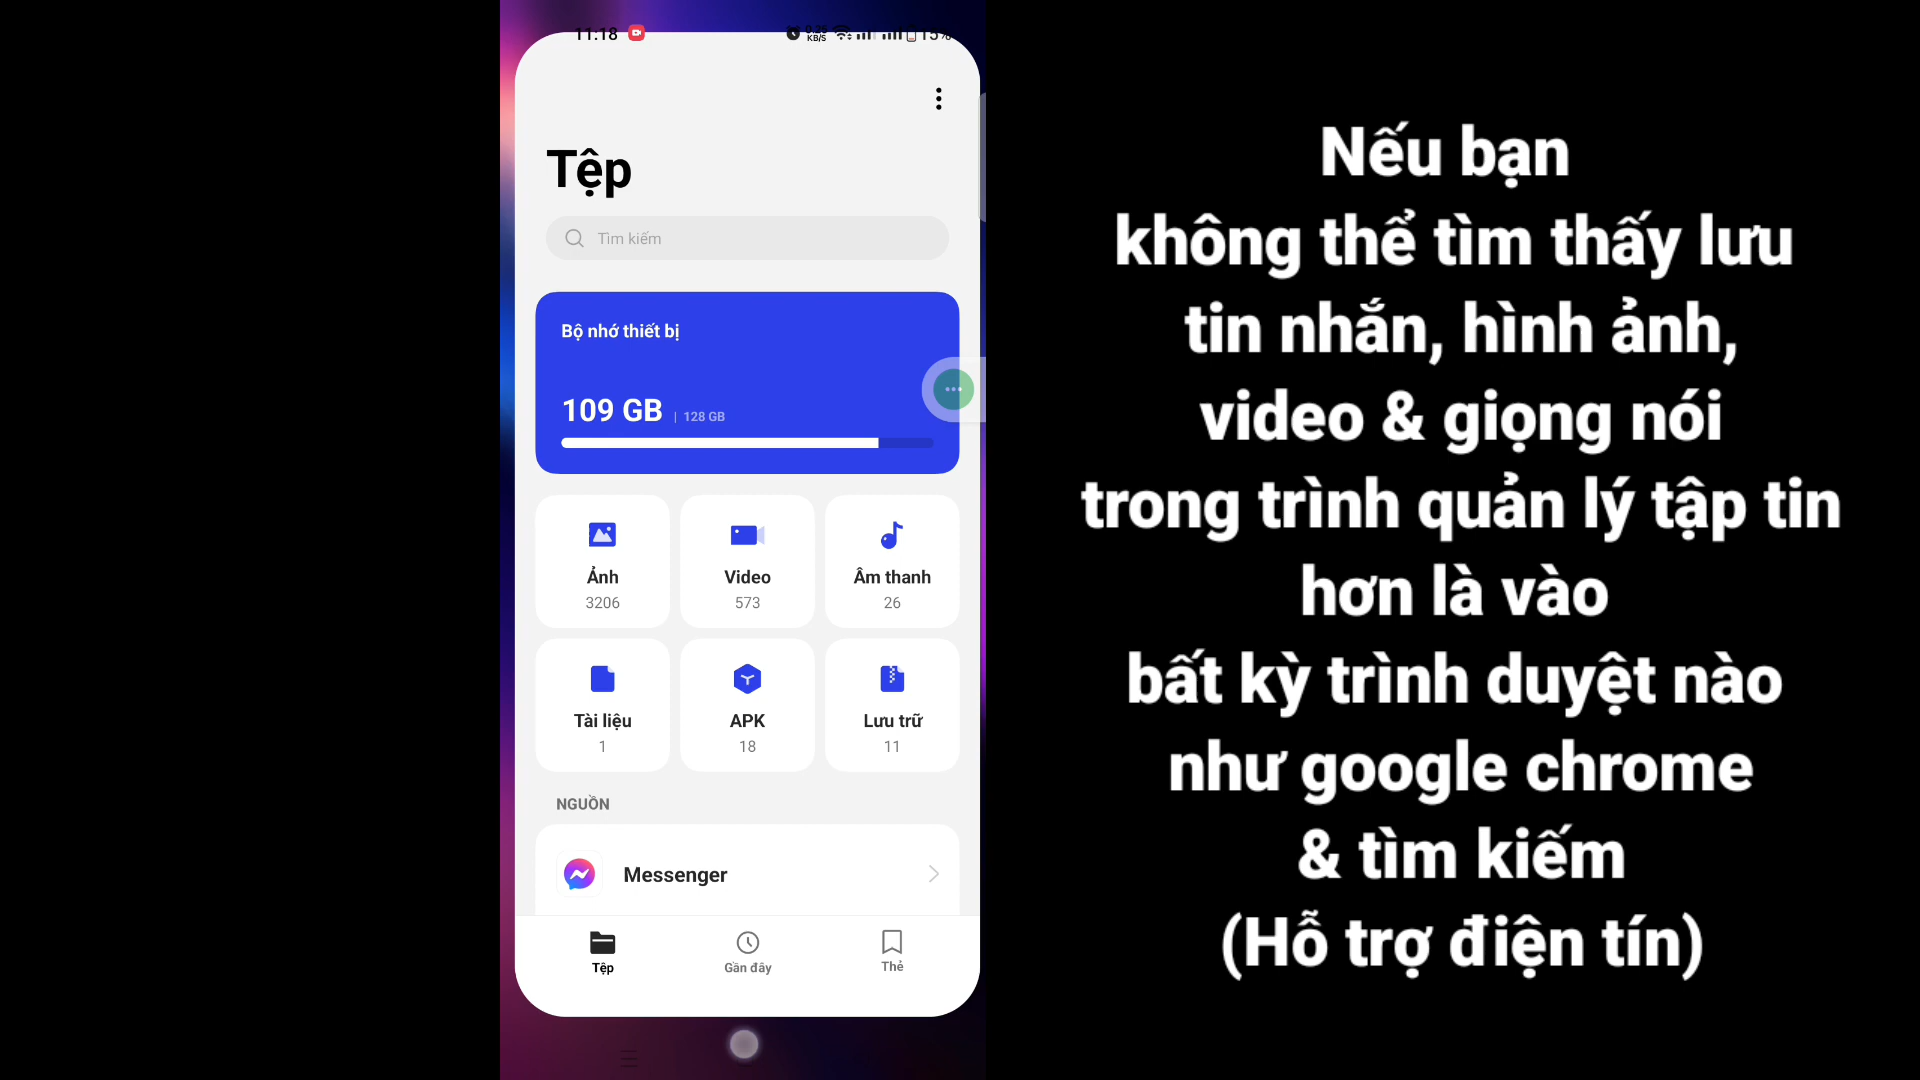 11:18
KB/S
15%
Tệp
Tìm kiếm
Bộ nhớ thiết bị
109 GB | 128 GB
Ảnh
3206
Video
573
Âm thanh
26
Tài liệu
1
APK
18
Lưu trữ
11
NGUỒN
Messenger
Tệp
Gần đây
Thẻ
Nếu bạn
không thể tìm thấy lưu
tin nhắn, hình ảnh,
video & giọng nói
trong trình quản lý tập tin
hơn là vào
bất kỳ trình duyệt nào
như google chrome
& tìm kiếm
(Hỗ trợ điện tín)